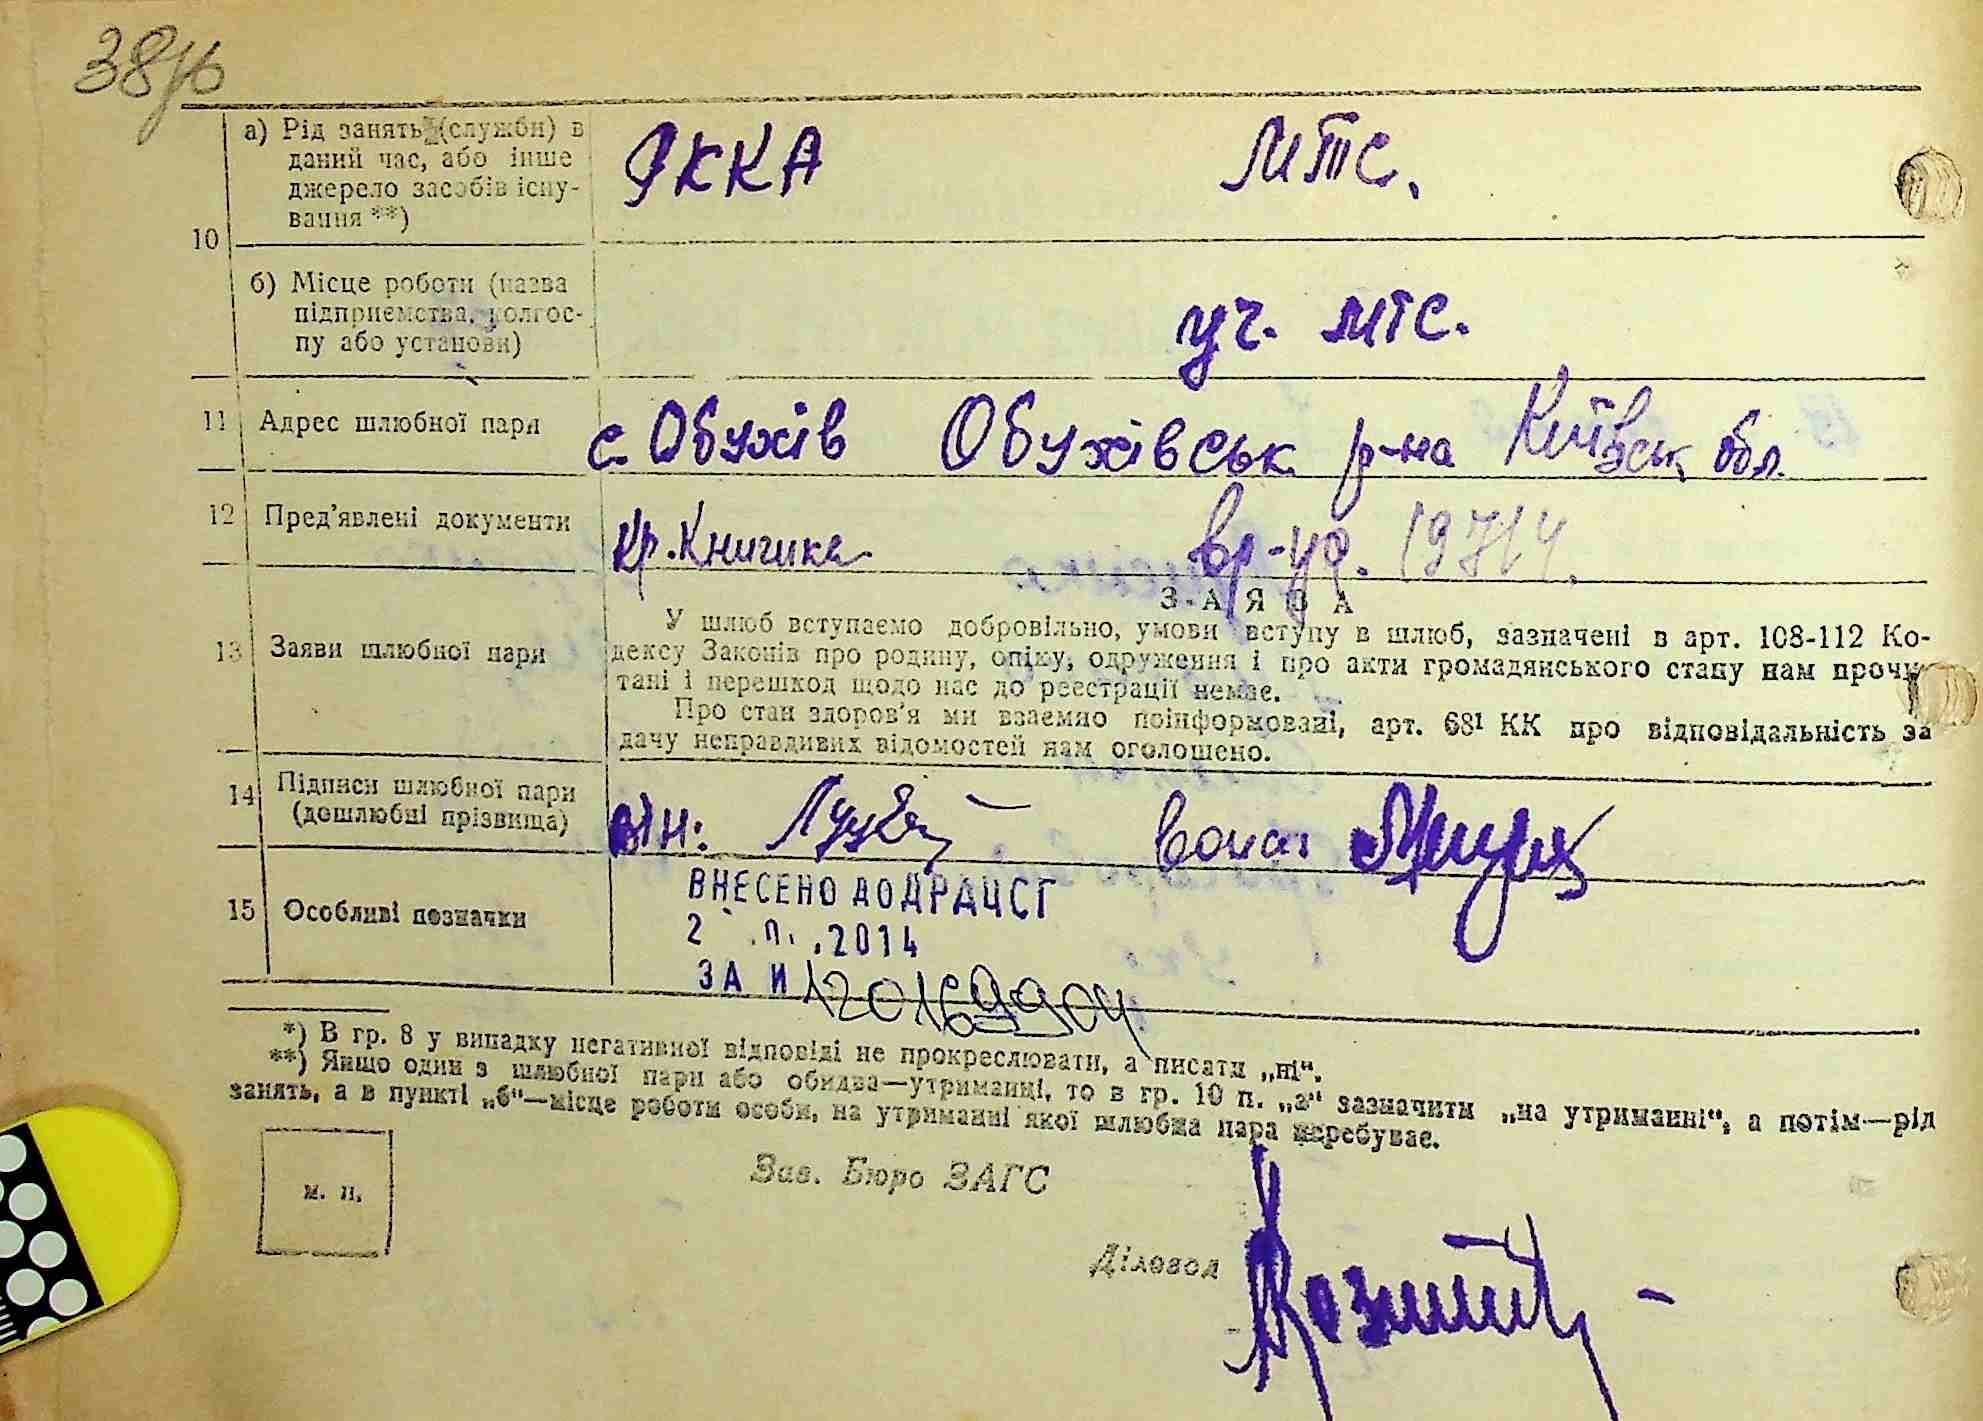 38
а) Рід занять (служби) в
даний час, або інше
джерело засобів існу-
вання **)
РККА МТС.
10
б) Місце роботи (назва
підприємства, колгос-
пу або установи)
уч. МТС.
11 Адрес шлюбної пари с. Обухів Обухівськ р-на Київськ обл.
12 Пред'явлені документи Кр. Книжка вр-уд. 19714.
ЗАЯВА
13 Заяви шлюбної пари
У шлюб вступаємо добровільно, умови вступу в шлюб, зазначені в арт. 108-112 Ко-
дексу Законів про родину, опіку, одруження і про акти громадянського стану нам прочи-
тані і перешкод щодо нас до реєстрації немає.
Про стан здоров'я ми взаємно поінформовані, арт. 68¹ КК про відповідальність за
дачу неправдивих відомостей нам оголошено.
14 Підписи шлюбної пари
(дошлюбні прізвища)
він: вона:
15 Особливі позначки
ВНЕСЕНО ДО ДРАЦСГ
2 .П. .2014
ЗА И 120169904
*) В гр. 8 у випадку негативної відповіді не прокреслювати, а писати „ні“.
**) Якщо один з шлюбної пари або обидва—утриманці, то в гр. 10 п. „а“ зазначити „на утриманні“, а потім—рід
занять, а в пункті „б“—місце роботи особи, на утриманні якої шлюбна пара перебуває.
м. п.
Зав. Бюро ЗАГС
Діловод